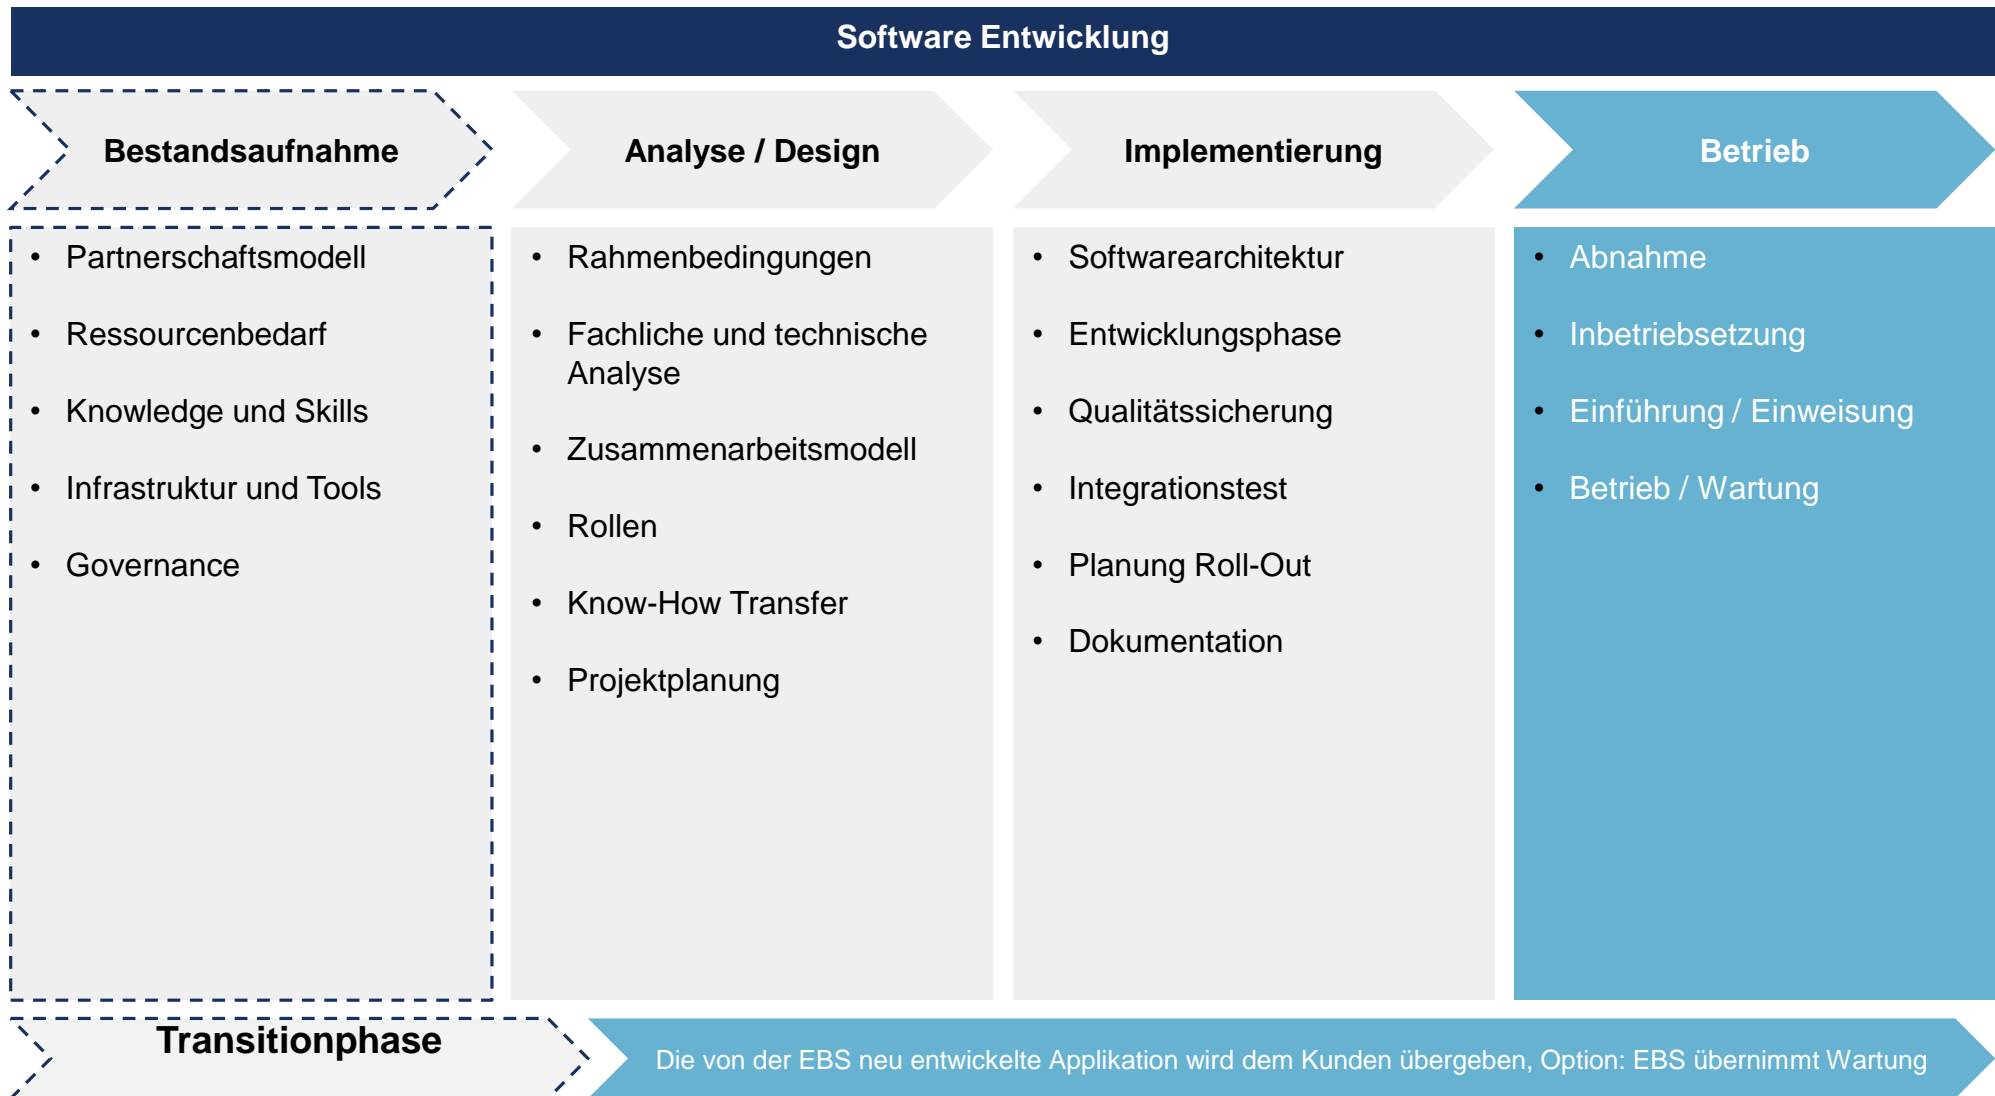 Software Entwicklung
Bestandsaufnahme
Analyse / Design
Implementierung
Betrieb
• Partnerschaftsmodell
• Ressourcenbedarf
• Knowledge und Skills
• Infrastruktur und Tools
• Governance
• Rahmenbedingungen
• Fachliche und technische
Analyse
• Zusammenarbeitsmodell
• Rollen
• Know-How Transfer
• Projektplanung
• Softwarearchitektur
• Entwicklungsphase
• Qualitätssicherung
• Integrationstest
• Planung Roll-Out
• Dokumentation
• Abnahme
• Inbetriebsetzung
• Einführung / Einweisung
• Betrieb / Wartung
Transitionphase
Die von der EBS neu entwickelte Applikation wird dem Kunden übergeben, Option: EBS übernimmt Wartung